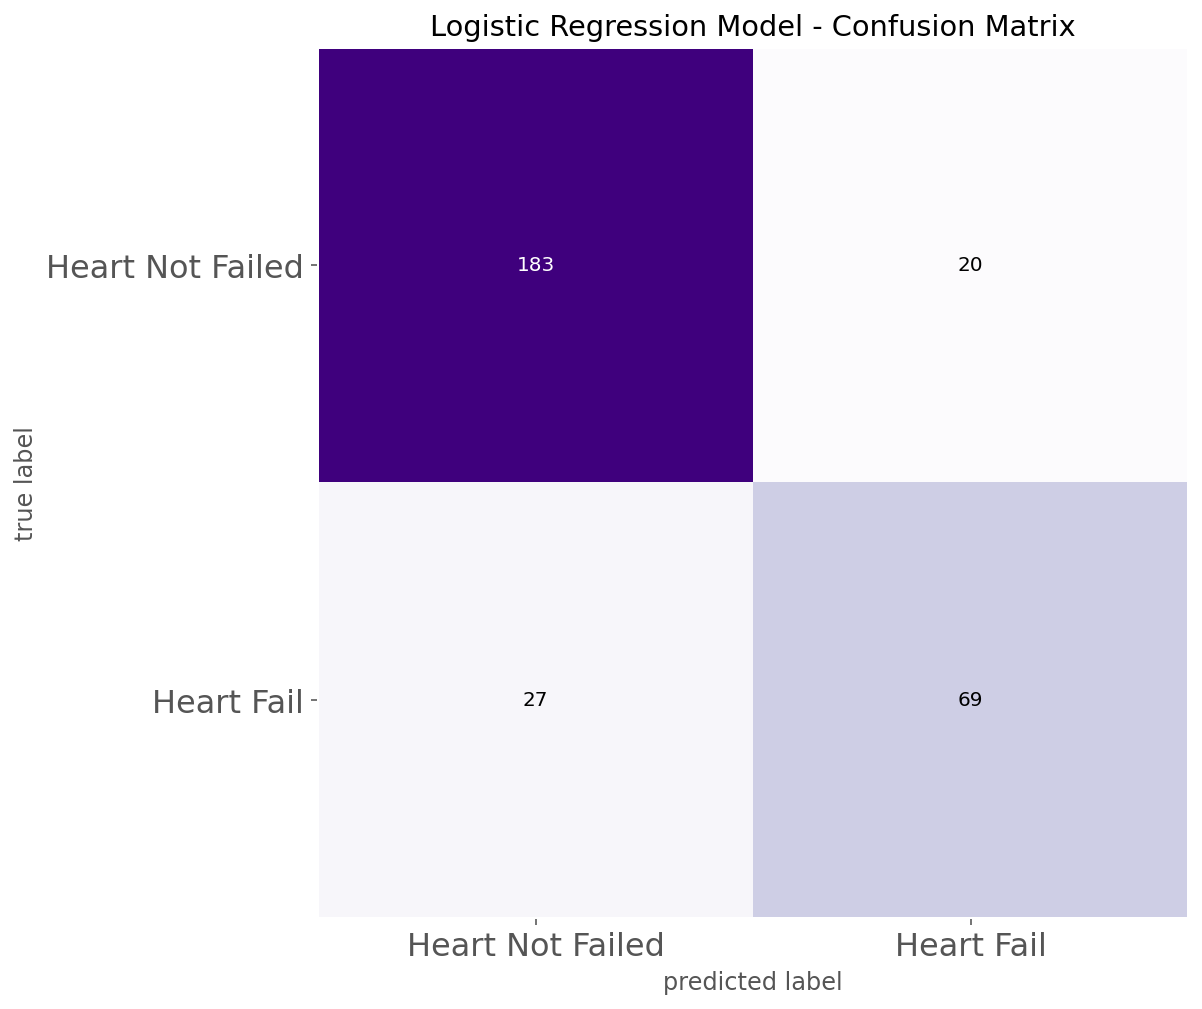 Logistic Regression Model - Confusion Matrix
Heart Not Failed
183
20
true label
Heart Fail
27
69
Heart Not Failed
Heart Fail
predicted label